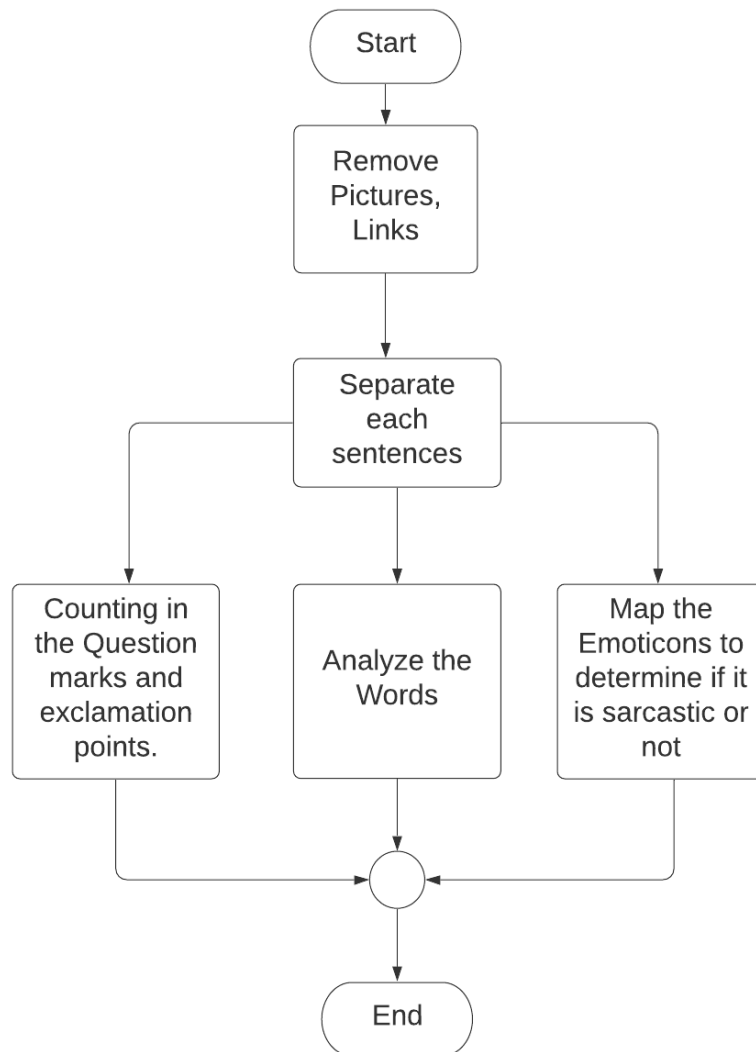 Start
Remove
Pictures,
Links
Separate
each
sentences
Counting in
the Question
marks and
exclamation
points.
Analyze the
Words
Map the
Emoticons to
determine if it
is sarcastic or
not
End